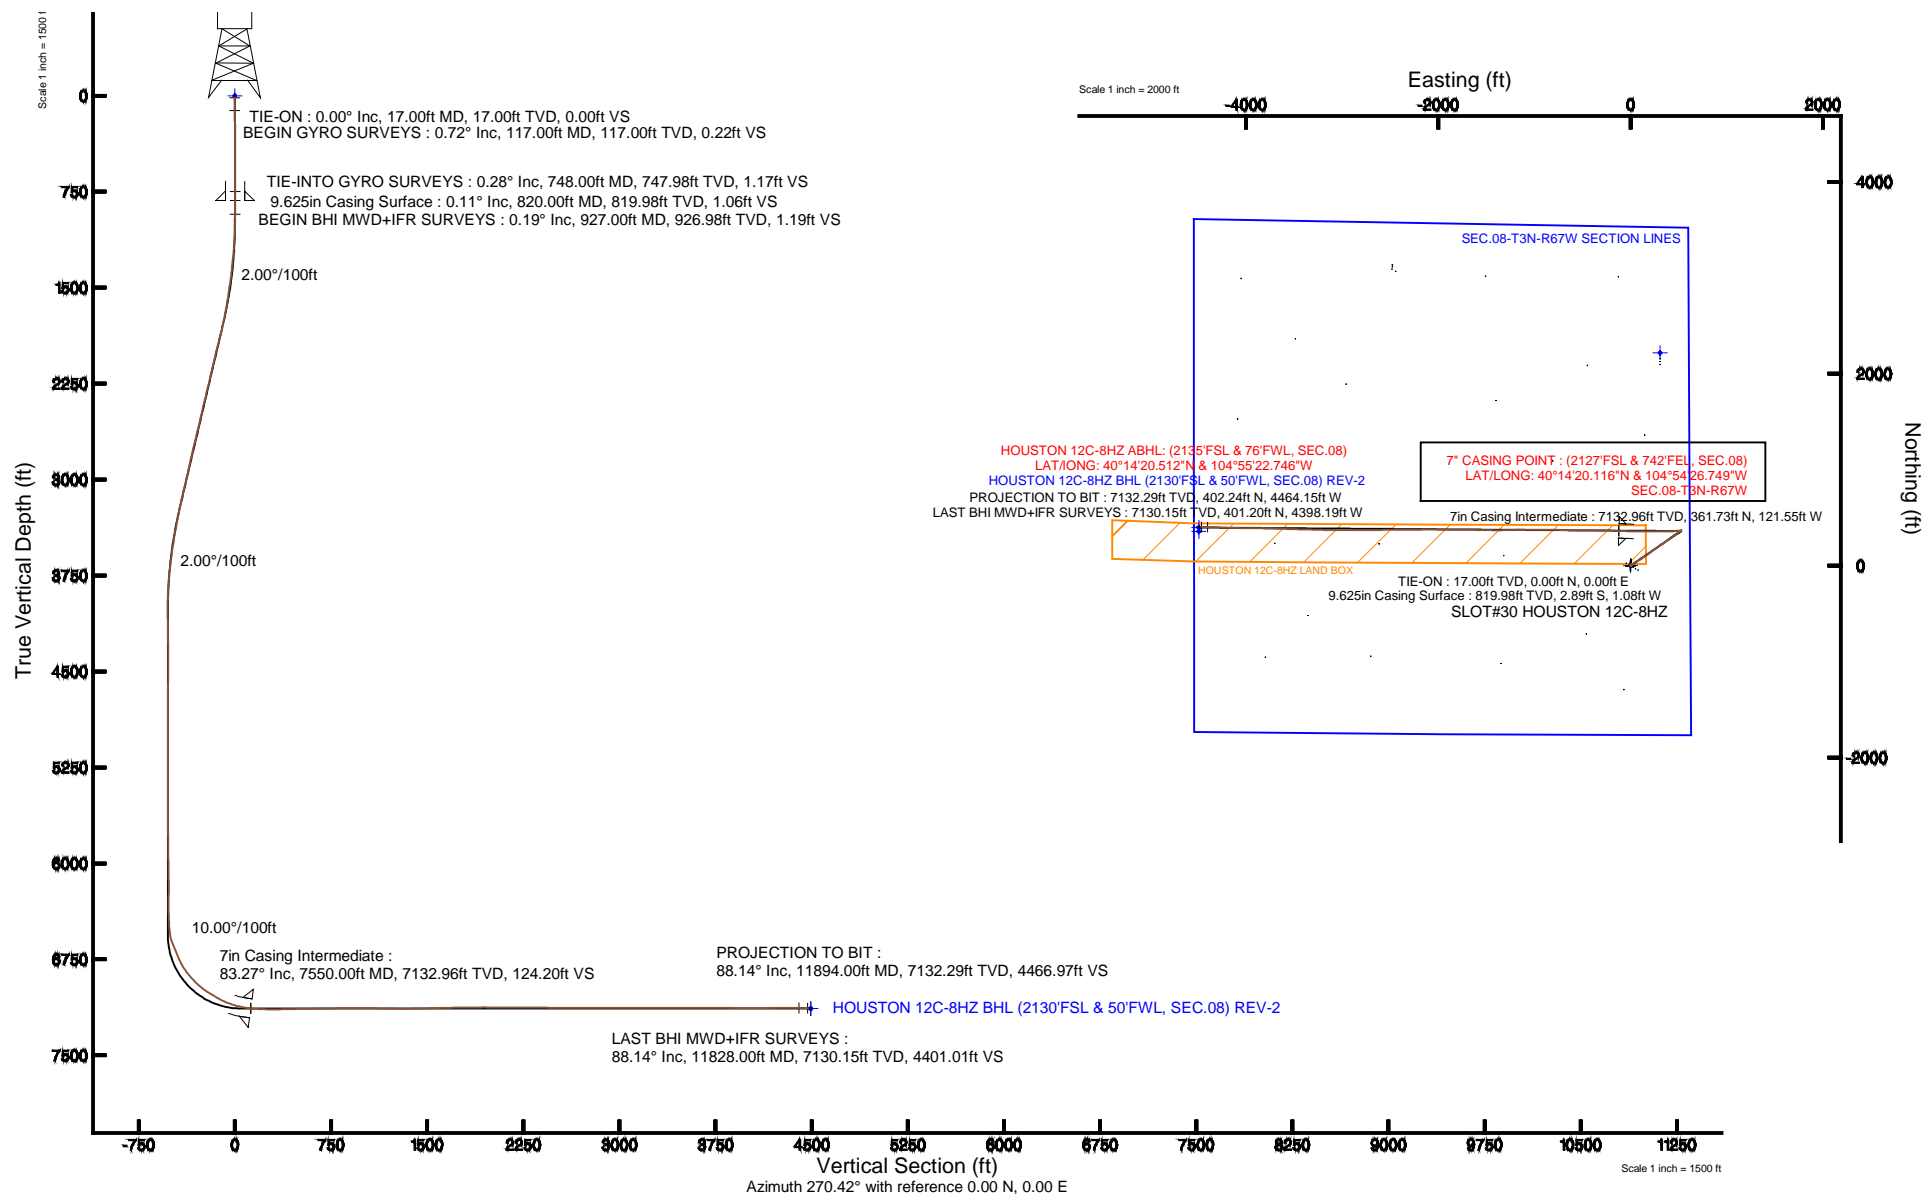 Scale 1 inch = 1500 f
0
750
1500
2250
3000
3750
4500
5250
6000
6750
7500
True Vertical Depth (ft)
TIE-ON : 0.00° Inc, 17.00ft MD, 17.00ft TVD, 0.00ft VS
BEGIN GYRO SURVEYS : 0.72° Inc, 117.00ft MD, 117.00ft TVD, 0.22ft VS
TIE-INTO GYRO SURVEYS : 0.28° Inc, 748.00ft MD, 747.98ft TVD, 1.17ft VS
9.625in Casing Surface : 0.11° Inc, 820.00ft MD, 819.98ft TVD, 1.06ft VS
BEGIN BHI MWD+IFR SURVEYS : 0.19° Inc, 927.00ft MD, 926.98ft TVD, 1.19ft VS
2.00°/100ft
2.00°/100ft
10.00°/100ft
7in Casing Intermediate :
83.27° Inc, 7550.00ft MD, 7132.96ft TVD, 124.20ft VS
PROJECTION TO BIT :
88.14° Inc, 11894.00ft MD, 7132.29ft TVD, 4466.97ft VS
HOUSTON 12C-8HZ BHL (2130'FSL & 50'FWL, SEC.08) REV-2
LAST BHI MWD+IFR SURVEYS :
88.14° Inc, 11828.00ft MD, 7130.15ft TVD, 4401.01ft VS
-750
0
750
1500
2250
3000
3750
4500
5250
6000
6750
7500
8250
9000
9750
10500
11250
Vertical Section (ft)
Azimuth 270.42° with reference 0.00 N, 0.00 E
Scale 1 inch = 1500 ft
Easting (ft)
Scale 1 inch = 2000 ft
-4000
-2000
0
2000
4000
2000
0
-2000
Northing (ft)
SEC.08-T3N-R67W SECTION LINES
HOUSTON 12C-8HZ ABHL: (2135'FSL & 76'FWL, SEC.08)
LAT/lONG: 40°14'20.512"N & 104°55'22.746"W
HOUSTON 12C-8HZ BHL (2130'FSL & 50'FWL, SEC.08) REV-2
PROJECTION TO BIT : 7132.29ft TVD, 402.24ft N, 4464.15ft W
LAST BHI MWD+IFR SURVEYS : 7130.15ft TVD, 401.20ft N, 4398.19ft W
7" CASING POINT : (2127'FSL & 742'FEL, SEC.08)
LAT/LONG: 40°14'20.116"N & 104°54'26.749"W
SEC.08-T3N-R67W
7in Casing Intermediate : 7132.96ft TVD, 361.73ft N, 121.55ft W
HOUSTON 12C-8HZ LAND BOX
TIE-ON : 17.00ft TVD, 0.00ft N, 0.00ft E
9.625in Casing Surface : 819.98ft TVD, 2.89ft S, 1.08ft W
SLOT#30 HOUSTON 12C-8HZ